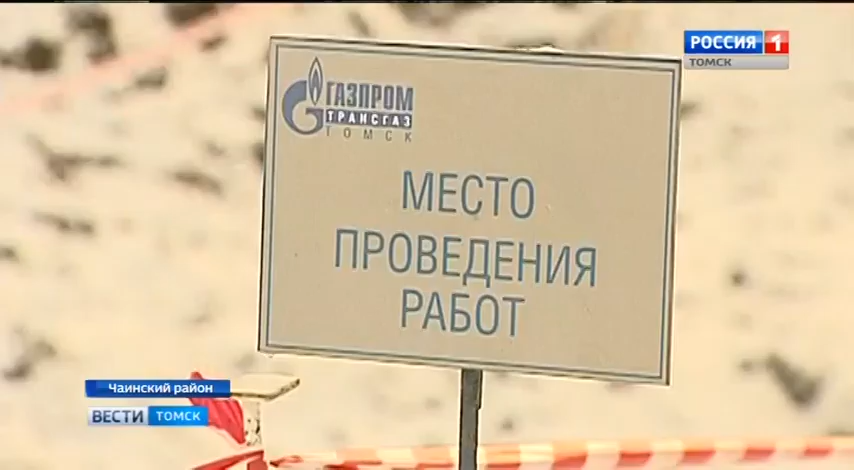 РОССИЯ 1
ТОМСК
ГАЗПРОМ
ТРАНСГАЗ
ТОМСК
МЕСТО
ПРОВЕДЕНИЯ
РАБОТ
Чаинский район
ВЕСТИ ТОМСК